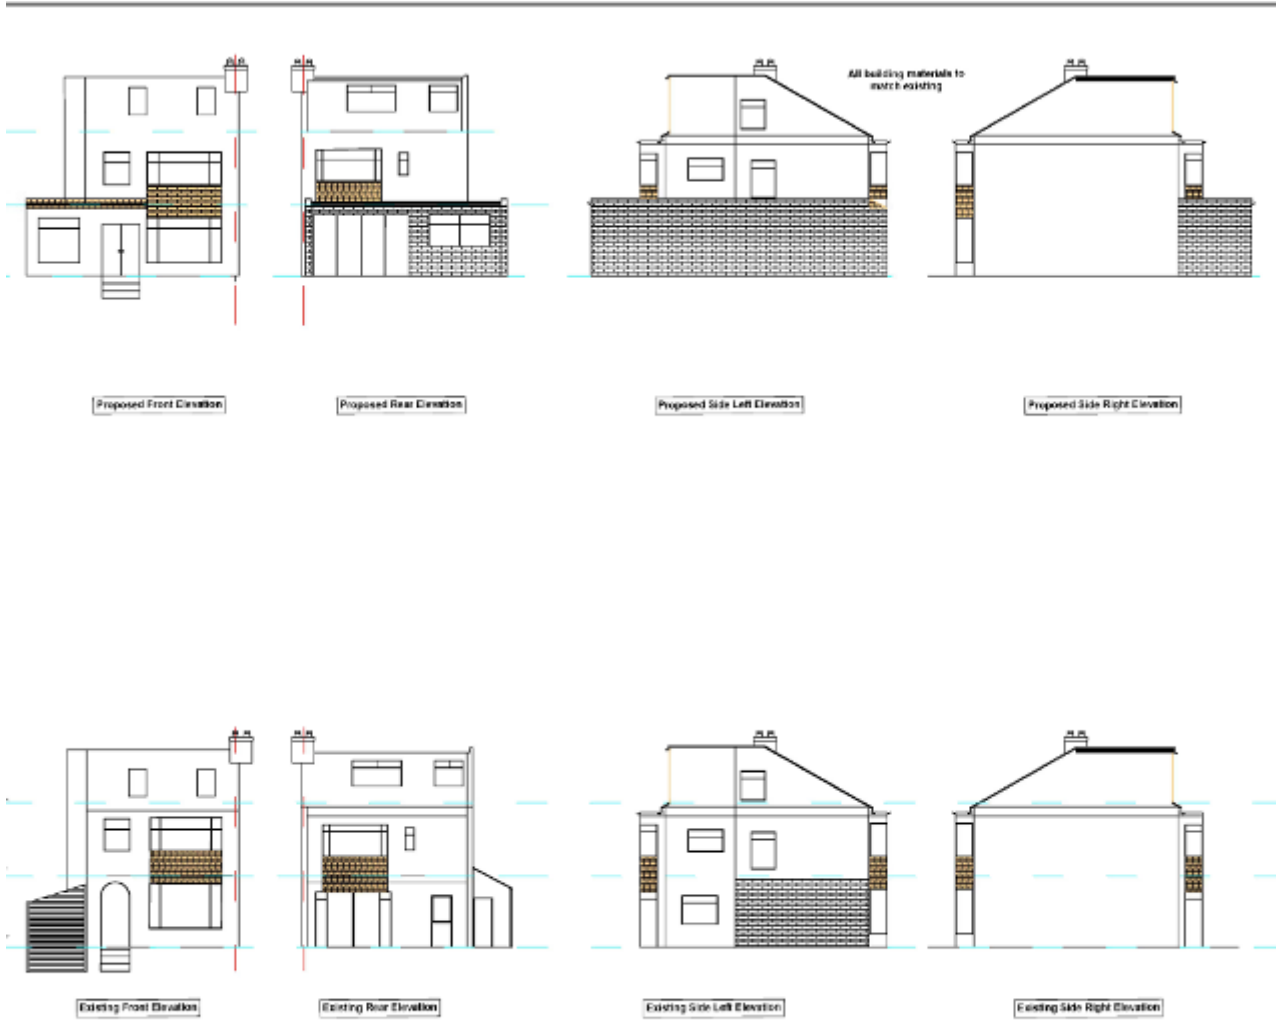 All building materials to
match existing
Proposed Front Elevation
Proposed Rear Elevation
Proposed Side Left Elevation
Proposed Side Right Elevation
Existing Front Elevation
Existing Rear Elevation
Existing Side Left Elevation
Existing Side Right Elevation